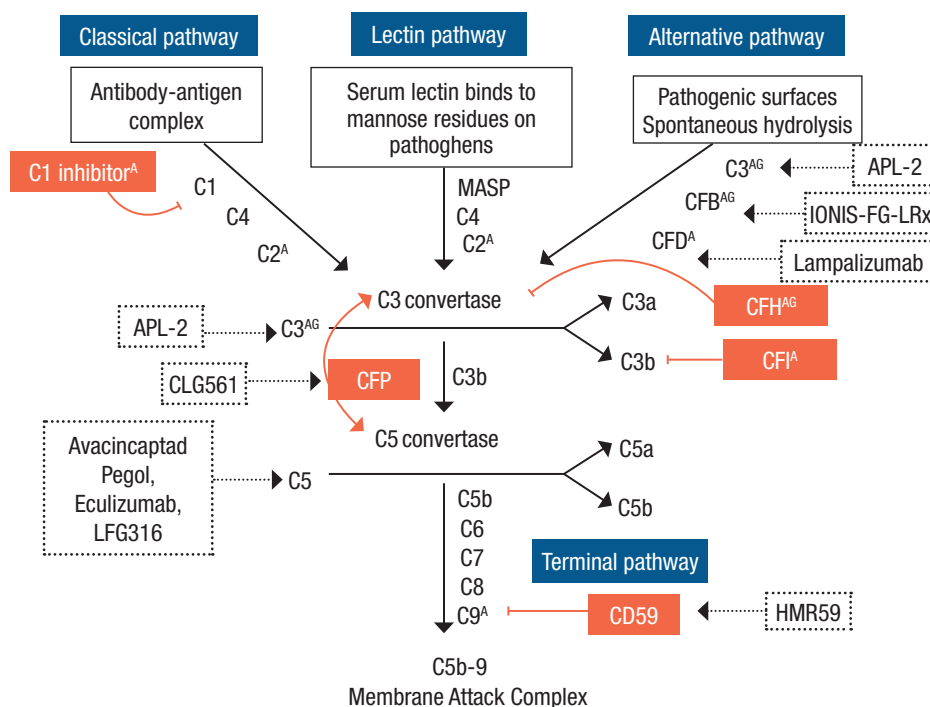 Classical pathway
Lectin pathway
Alternative pathway
Antibody-antigen
complex
Serum lectin binds to
mannose residues on
pathoghens
Pathogenic surfaces
Spontaneous hydrolysis
C1 inhibitorᴬ
C1
C4
C2ᴬ
MASP
C4
C2ᴬ
C3ᴬᴳ
APL-2
CFBᴬᴳ
IONIS-FG-LRx
CFDᴬ
Lampalizumab
C3 convertase
CFHᴬᴳ
C3a
APL-2
C3ᴬᴳ
C3b
CFIᴬ
CLG561
CFP
C3b
C5 convertase
Avacincaptad
Pegol,
Eculizumab,
LFG316
C5
C5a
C5b
C5b
C6
C7
C8
C9ᴬ
Terminal pathway
CD59
HMR59
C5b-9
Membrane Attack Complex